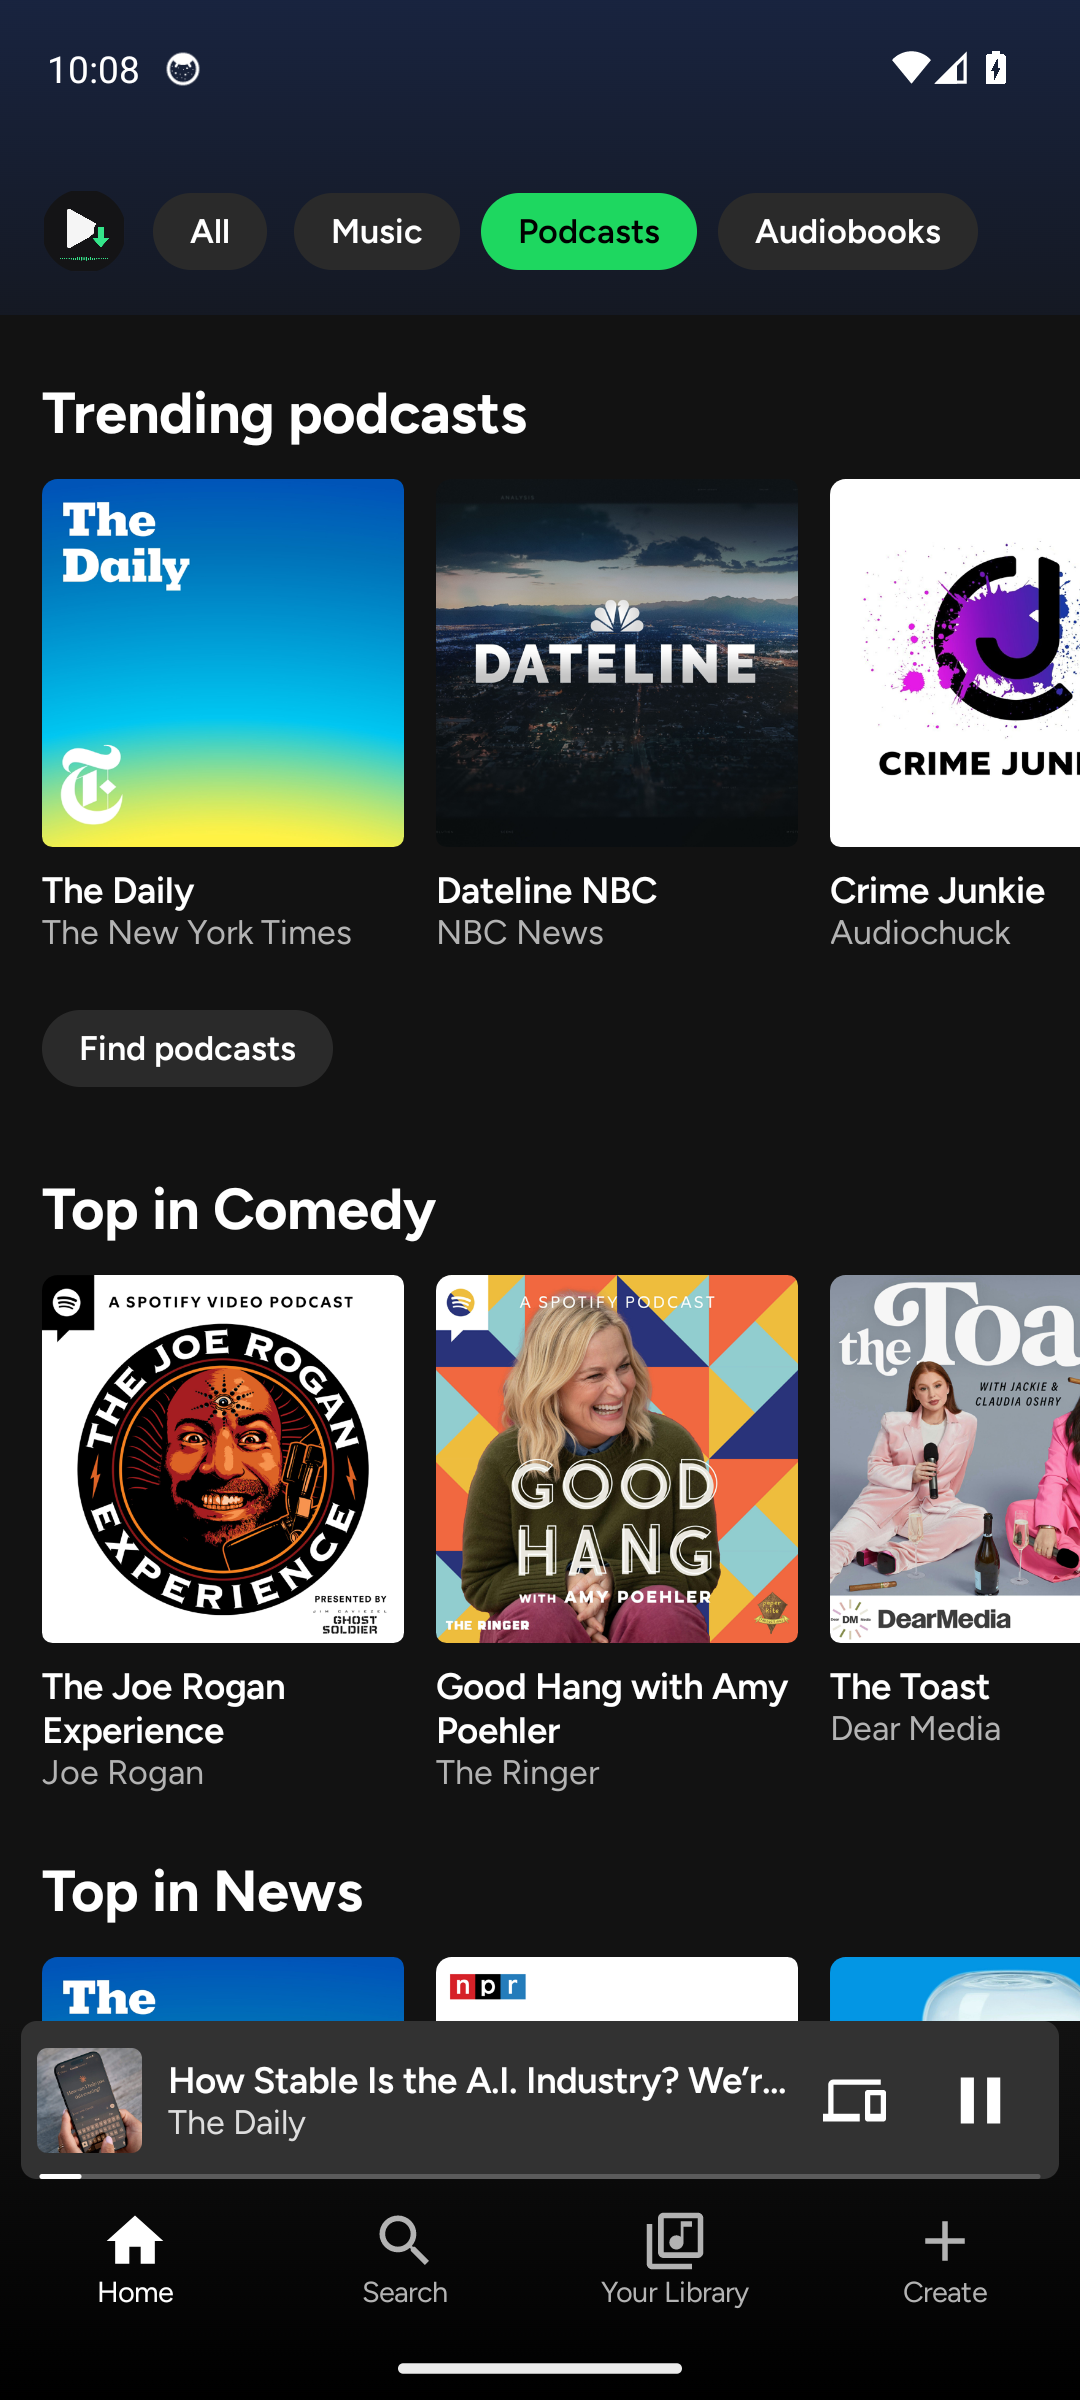 10:08
All
Music
Podcasts
Audiobooks
Trending podcasts
The
Daily
DATELINE
CRIME JUN
The Daily
The New York Times
Dateline NBC
NBC News
Crime Junkie
Audiochuck
Find podcasts
Top in Comedy
A SPOTIFY VIDEO PODCAST
THE JOE ROGAN
EXPERIENCE
PRESENTED BY
GHOST
SOLDIER
A SPOTIFY PODCAST
GOOD
HANG
WITH AMY POEHLER
THE RINGER
the Toa
WITH JACKIE &
CLAUDIA OSHRY
DM
DearMedia
The Joe Rogan
Experience
Joe Rogan
Good Hang with Amy
Poehler
The Ringer
The Toast
Dear Media
Top in News
The
npr
How Stable Is the A.I. Industry? We'r...
The Daily
Home
Search
Your Library
Create